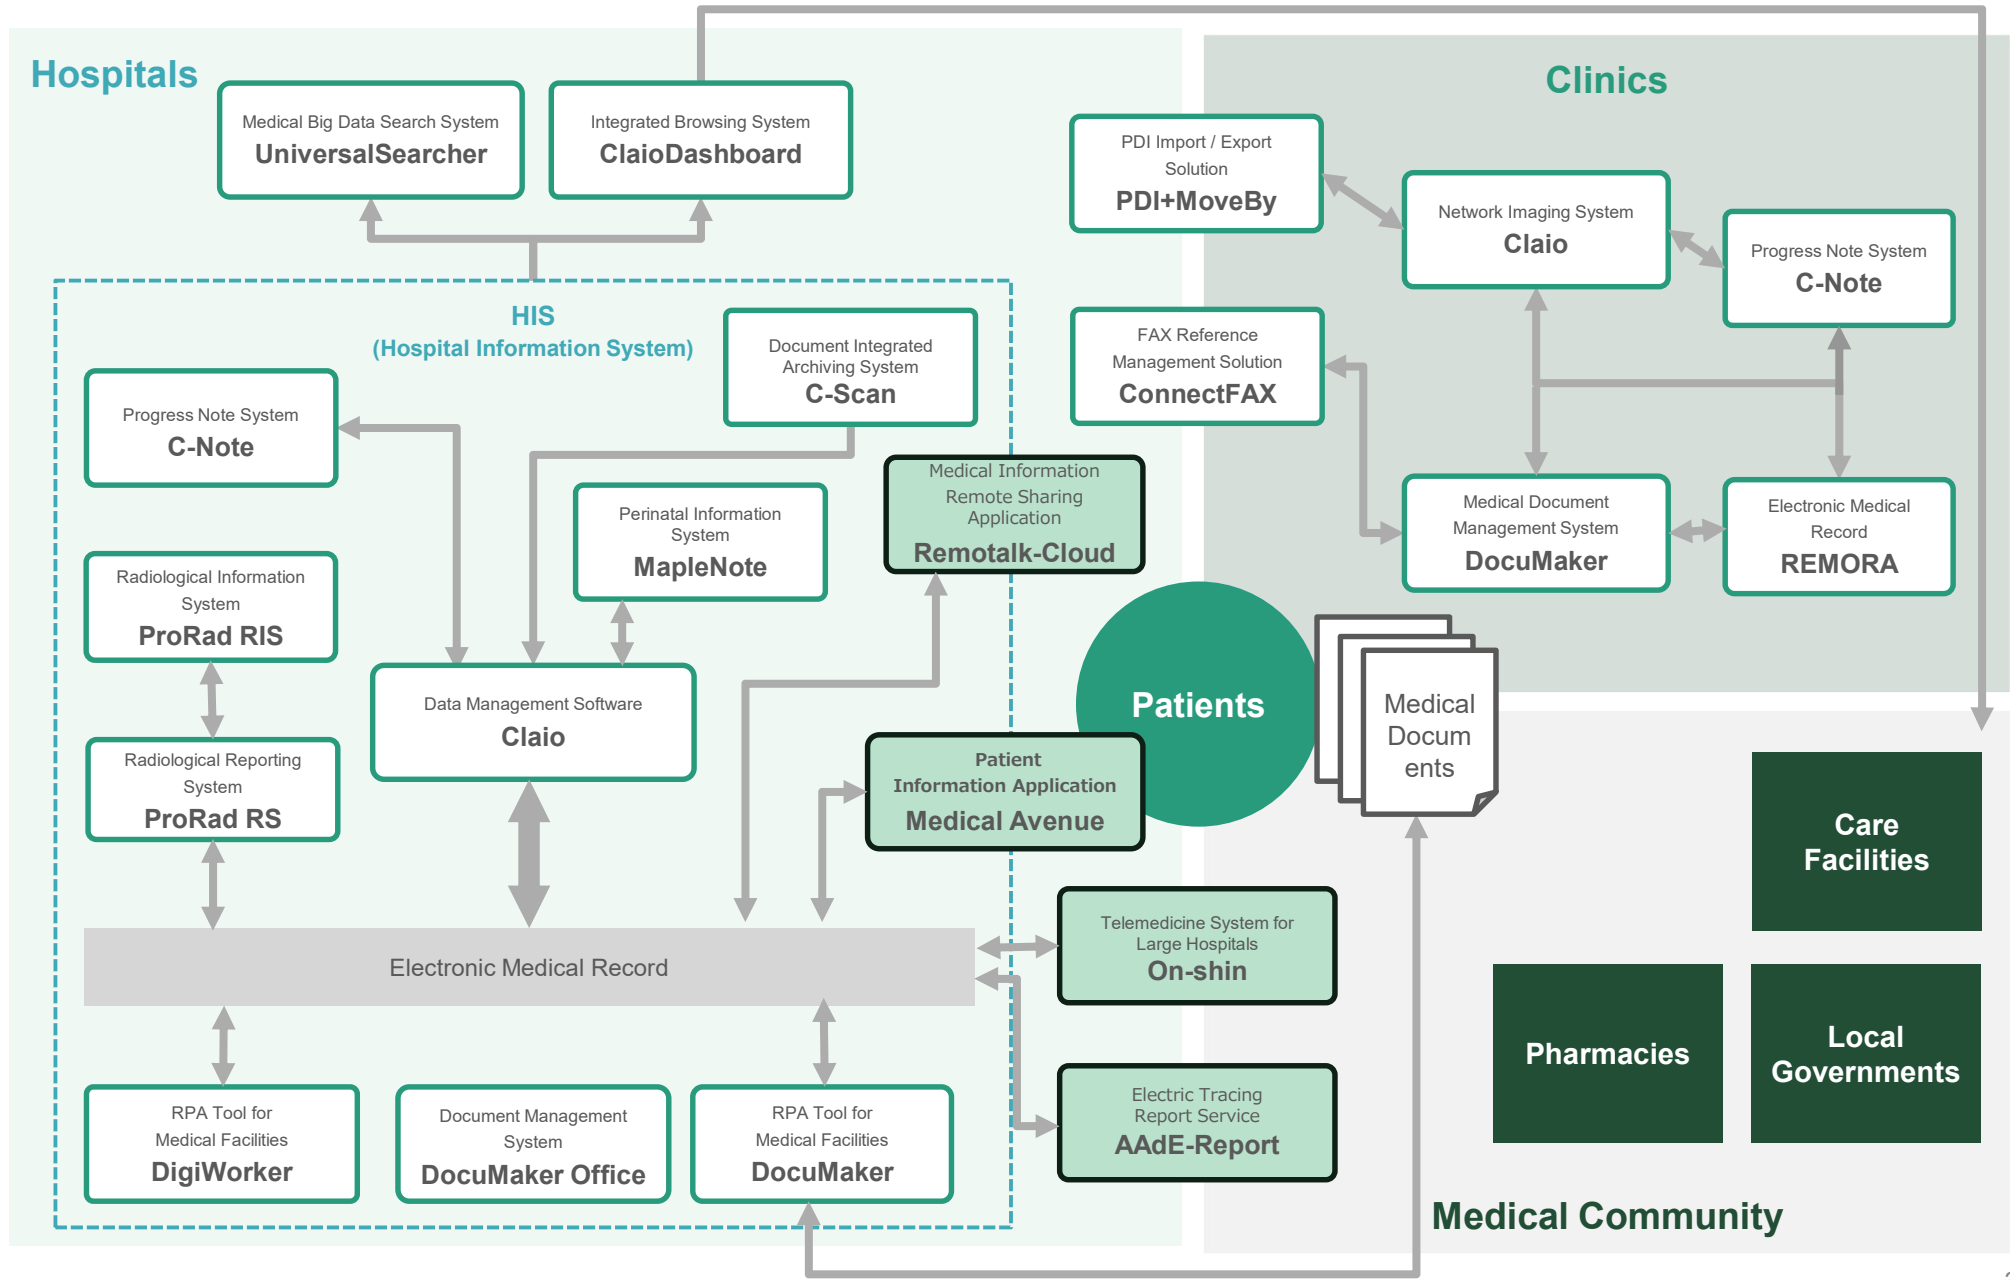 Hospitals
Medical Big Data Search System
UniversalSearcher
Integrated Browsing System
ClaioDashboard
HIS
(Hospital Information System)
Document Integrated
Archiving System
C-Scan
Progress Note System
C-Note
Perinatal Information
System
MapleNote
Medical Information
Remote Sharing
Application
Remotalk-Cloud
Radiological Information
System
ProRad RIS
Data Management Software
Claio
Radiological Reporting
System
ProRad RS
Patient
Information Application
Medical Avenue
Electronic Medical Record
Telemedicine System for
Large Hospitals
On-shin
RPA Tool for
Medical Facilities
DigiWorker
Document Management
System
DocuMaker Office
RPA Tool for
Medical Facilities
DocuMaker
Electric Tracing
Report Service
AAdE-Report
Clinics
PDI Import / Export
Solution
PDI+MoveBy
Network Imaging System
Claio
Progress Note System
C-Note
FAX Reference
Management Solution
ConnectFAX
Medical Document
Management System
DocuMaker
Electronic Medical
Record
REMORA
Patients
Medical
Docum
ents
Care
Facilities
Pharmacies
Local
Governments
Medical Community